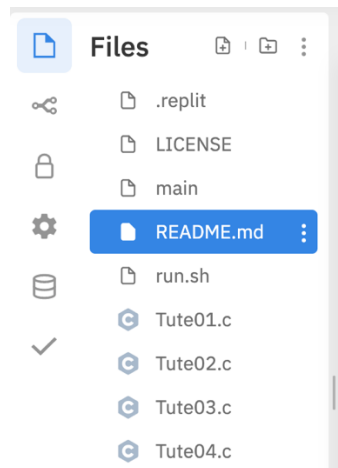 Files
.replit
LICENSE
main
README.md
run.sh
C Tute01.c
C Tute02.c
C Tute03.c
C Tute04.c